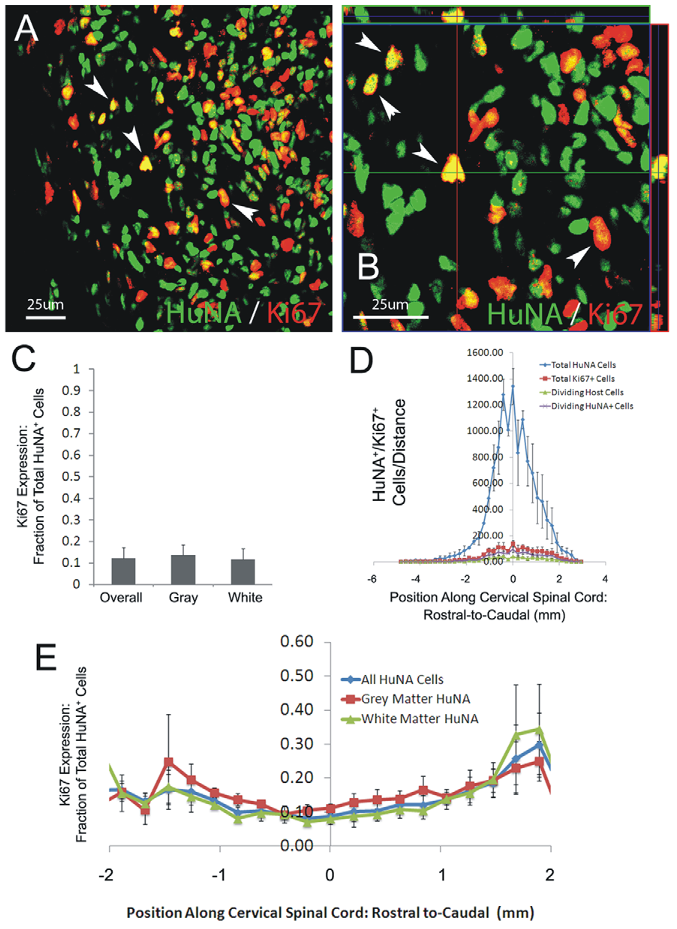 A
25um
HuNA / Ki67
B
25um
HuNA / Ki67
C
Ki67 Expression:
Fraction of Total HuNA+ Cells
1
0.9
0.8
0.7
0.6
0.5
0.4
0.3
0.2
0.1
0
Overall Gray White
D
HuNA+/Ki67+
Cells/Distance
1600.00
1400.00
1200.00
1000.00
800.00
600.00
400.00
200.00
0.00
Total HuNA Cells
Total Ki67+ Cells
Dividing Host Cells
Dividing HuNA+ Cells
-6 -4 -2 0 2 4
Position Along Cervical Spinal Cord:
Rostral-to-Caudal (mm)
E
Ki67 Expression:
Fraction of Total HuNA+ Cells
0.60
0.50
0.40
0.30
0.20
0.10
0.00
All HuNA Cells
Grey Matter HuNA
White Matter HuNA
-2 -1 0 1 2
Position Along Cervical Spinal Cord: Rostral to-Caudal (mm)